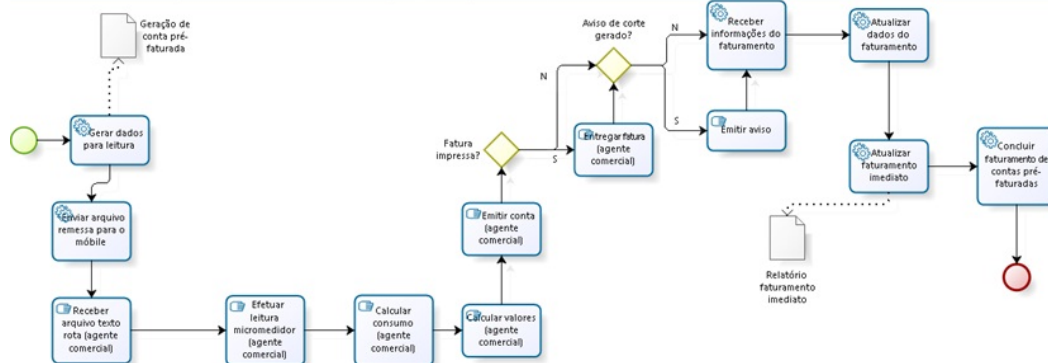 Geração de
conta pré-
faturada
Gerar dados
para leitura
Enviar arquivo
remessa para o
móbile
Receber
arquivo texto
rota (agente
comercial)
Efetuar
leitura
micromedidor
(agente
comercial)
Calcular
consumo
(agente
comercial)
Calcular valores
(agente
comercial)
Emitir conta
(agente
comercial)
Fatura
impressa?
N
S
Entregar fatura
(agente
comercial)
Aviso de corte
gerado?
N
S
Emitir aviso
Receber
informações do
faturamento
Atualizar
dados do
faturamento
Atualizar
faturamento
imediato
Relatório
faturamento
imediato
Concluir
faturamento de
contas pré-
faturadas